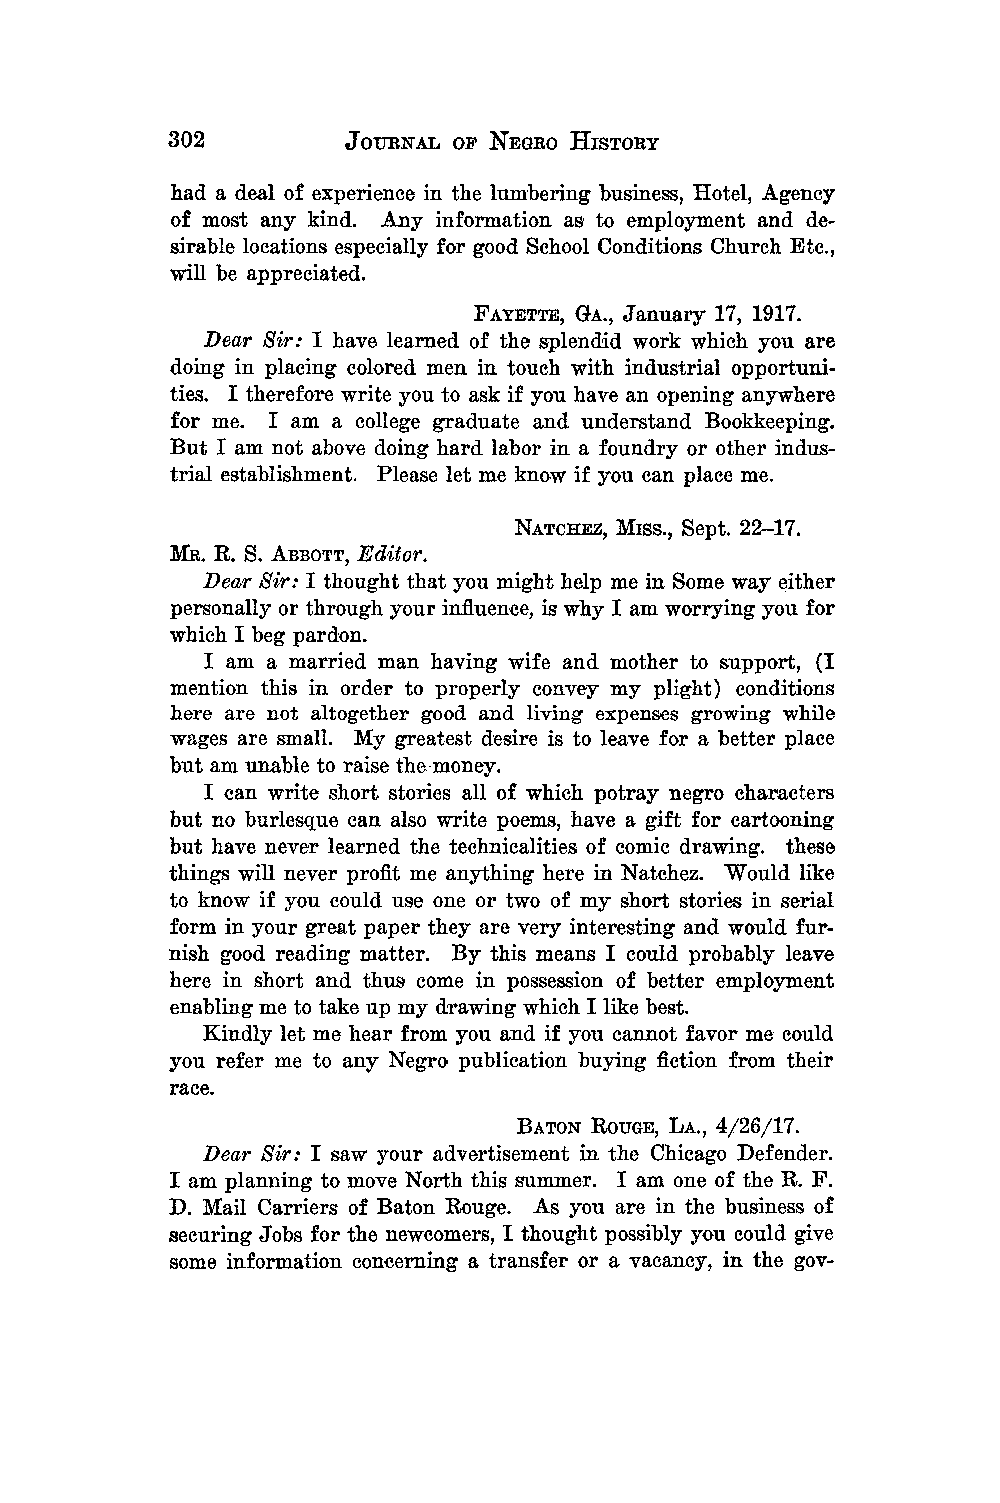 302 JOURNAL OF NEGRO HISTORY
had a deal of experience in the lumbering business, Hotel, Agency
of most any kind. Any information as to employment and de-
sirable locations especially for good School Conditions Church Etc.,
will be appreciated.
FAYETTE, GA., January 17, 1917.
Dear Sir: I have learned of the splendid work which you are
doing in placing colored men in touch with industrial opportuni-
ties. I therefore write you to ask if you have an opening anywhere
for me. I am a college graduate and understand Bookkeeping.
But I am not above doing hard labor in a foundry or other indus-
trial establishment. Please let me know if you can place me.
NATCHEZ, MISS., Sept. 22–17.
MR. R. S. ABBOTT, Editor.
Dear Sir: I thought that you might help me in Some way either
personally or through your influence, is why I am worrying you for
which I beg pardon.
I am a married man having wife and mother to support, (I
mention this in order to properly convey my plight) conditions
here are not altogether good and living expenses growing while
wages are small. My greatest desire is to leave for a better place
but am unable to raise the money.
I can write short stories all of which potray negro characters
but no burlesque can also write poems, have a gift for cartooning
but have never learned the technicalities of comic drawing. these
things will never profit me anything here in Natchez. Would like
to know if you could use one or two of my short stories in serial
form in your great paper they are very interesting and would fur-
nish good reading matter. By this means I could probably leave
here in short and thus come in possession of better employment
enabling me to take up my drawing which I like best.
Kindly let me hear from you and if you cannot favor me could
you refer me to any Negro publication buying fiction from their
race.
BATON ROUGE, LA., 4/26/17.
Dear Sir: I saw your advertisement in the Chicago Defender.
I am planning to move North this summer. I am one of the R. F.
D. Mail Carriers of Baton Rouge. As you are in the business of
securing Jobs for the newcomers, I thought possibly you could give
some information concerning a transfer or a vacancy, in the gov-